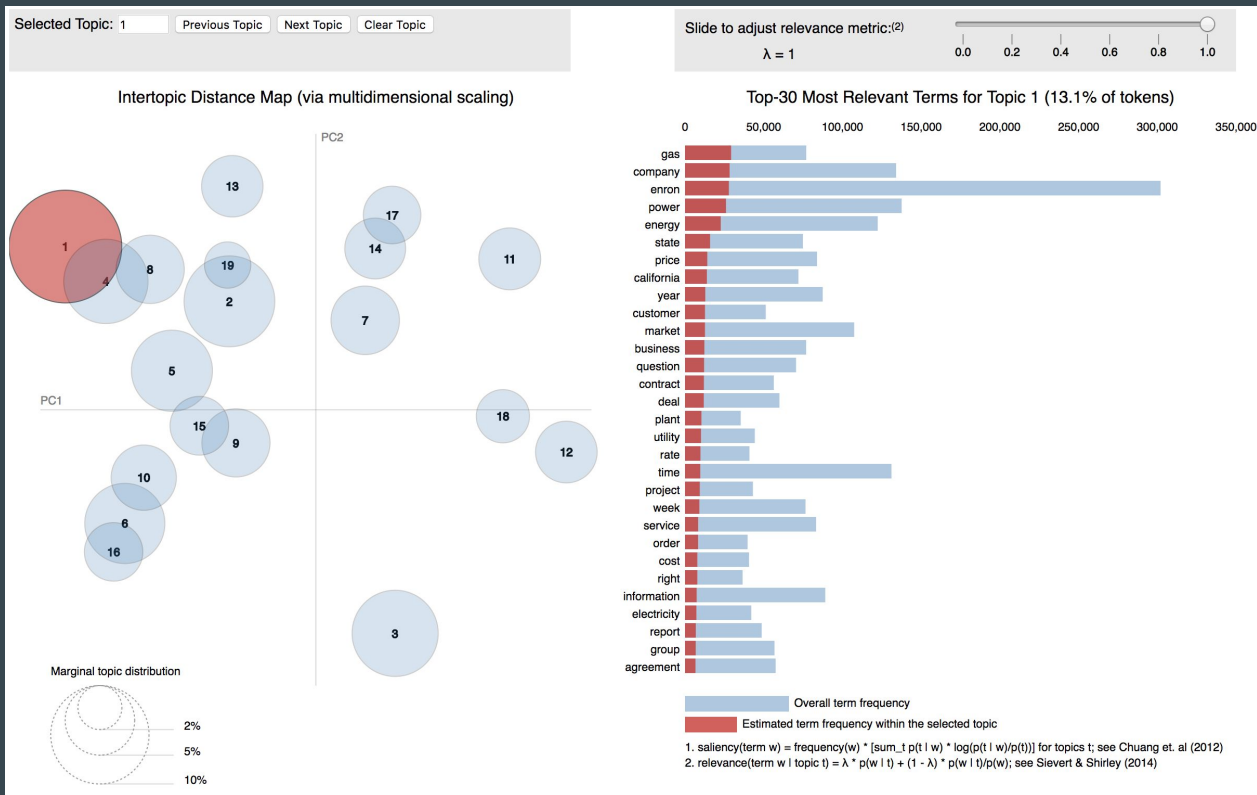 Selected Topic: 1 Previous Topic Next Topic Clear Topic
Slide to adjust relevance metric:(2)
λ = 1
0.0 0.2 0.4 0.6 0.8 1.0
Intertopic Distance Map (via multidimensional scaling)
PC2
PC1
13
17
1
14
11
8
4
19
2
7
5
18
15
9
12
10
6
16
3
Marginal topic distribution
2%
5%
10%
Top-30 Most Relevant Terms for Topic 1 (13.1% of tokens)
0 50,000 100,000 150,000 200,000 250,000 300,000 350,000
gas
company
enron
power
energy
state
price
california
year
customer
market
business
question
contract
deal
plant
utility
rate
time
project
week
service
order
cost
right
information
electricity
report
group
agreement
Overall term frequency
Estimated term frequency within the selected topic
1. saliency(term w) = frequency(w) * [sum_t p(t | w) * log(p(t | w)/p(t))] for topics t; see Chuang et. al (2012)
2. relevance(term w | topic t) = λ * p(w | t) + (1 - λ) * p(w | t)/p(w); see Sievert & Shirley (2014)